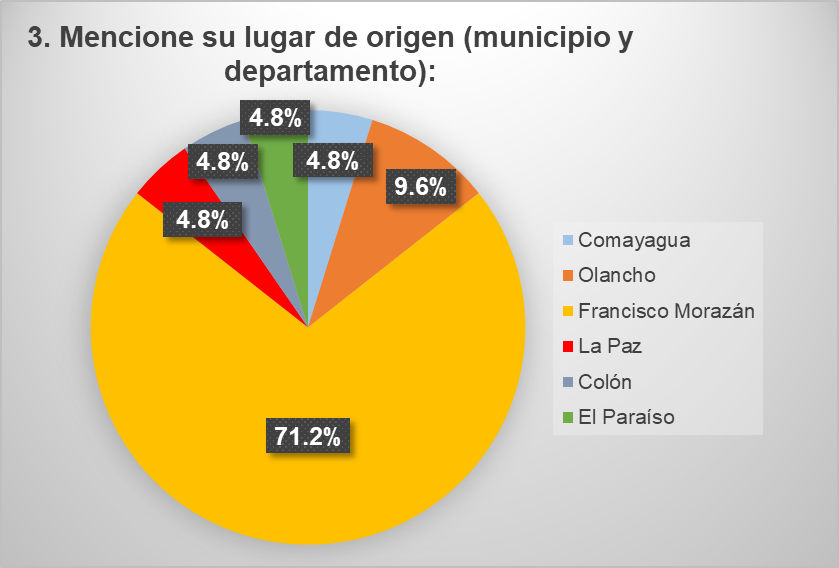 3. Mencione su lugar de origen (municipio y
departamento):
4.8%
4.8%
4.8%
9.6%
4.8%
71.2%
Comayagua
Olancho
Francisco Morazán
La Paz
Colón
El Paraíso